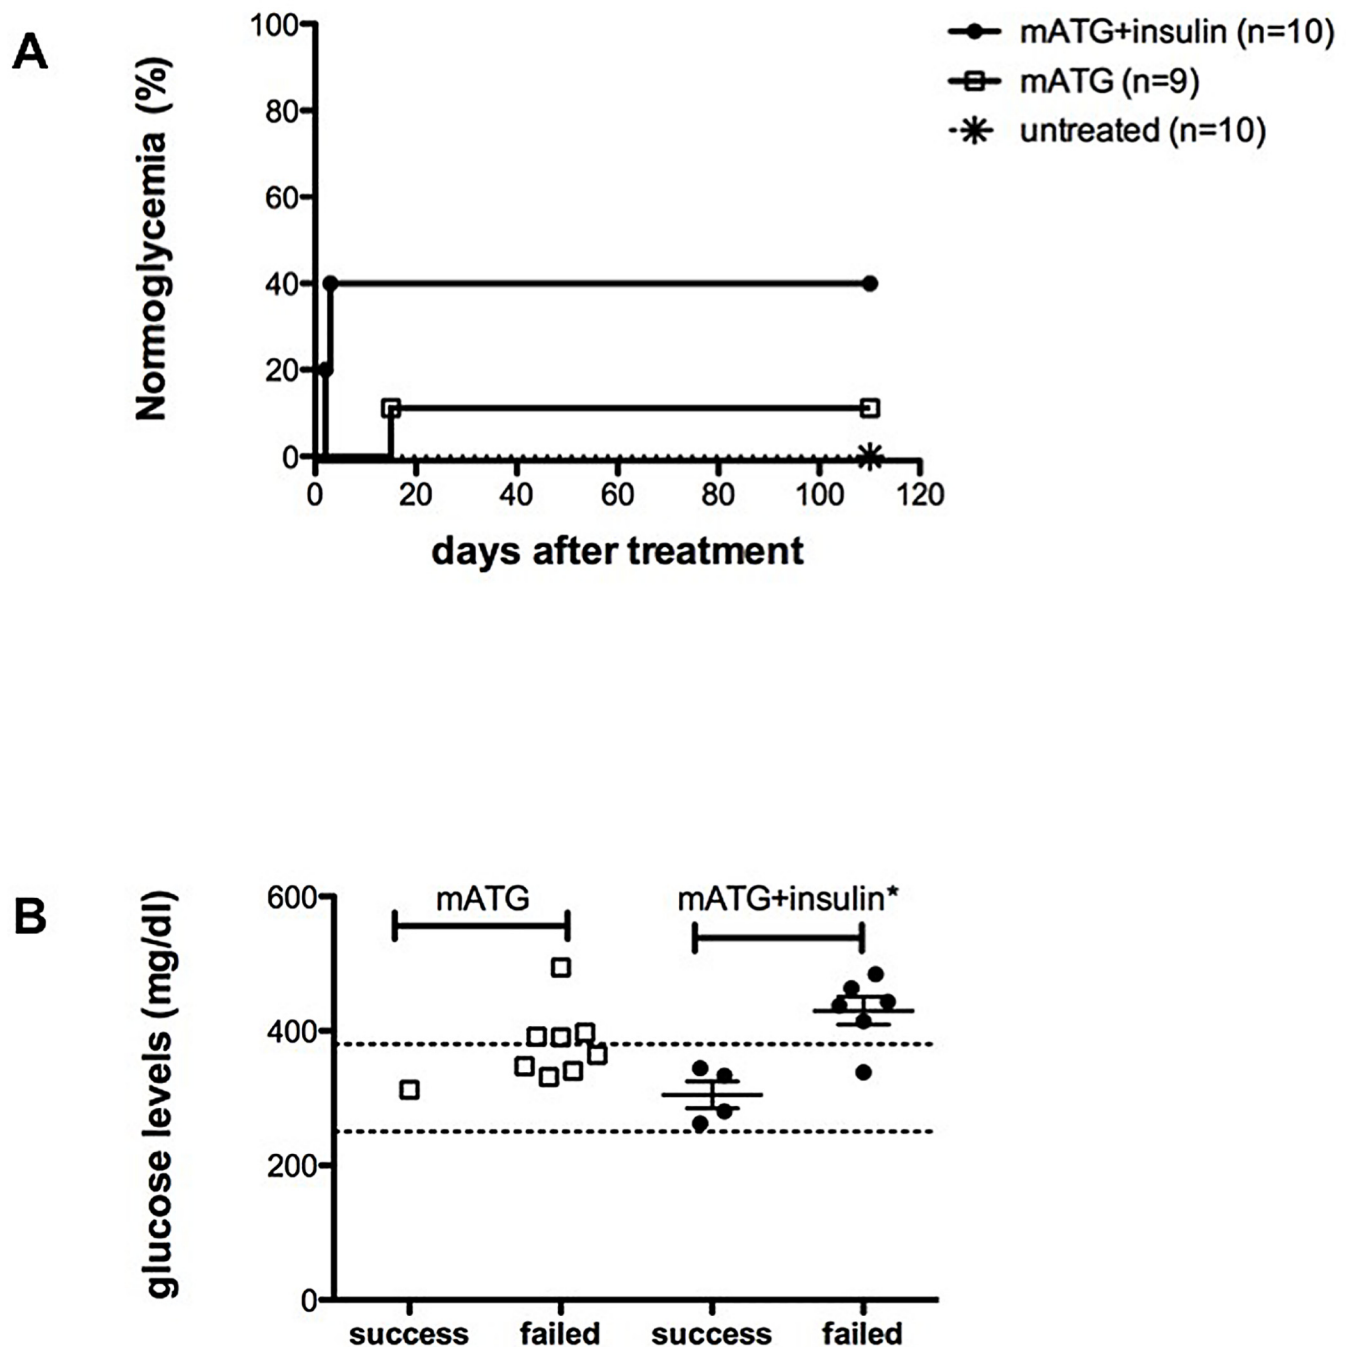 A
Normoglycemia (%)
100
80
60
40
20
0
0 20 40 60 80 100 120
days after treatment
mATG+insulin (n=10)
mATG (n=9)
untreated (n=10)
B
glucose levels (mg/dl)
600
400
200
0
mATG
mATG+insulin*
success failed success failed